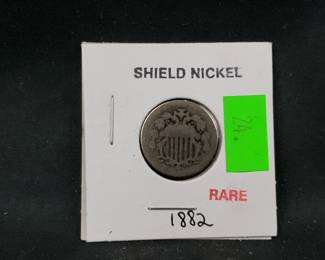 SHIELD NICKEL
24.
RARE
1882